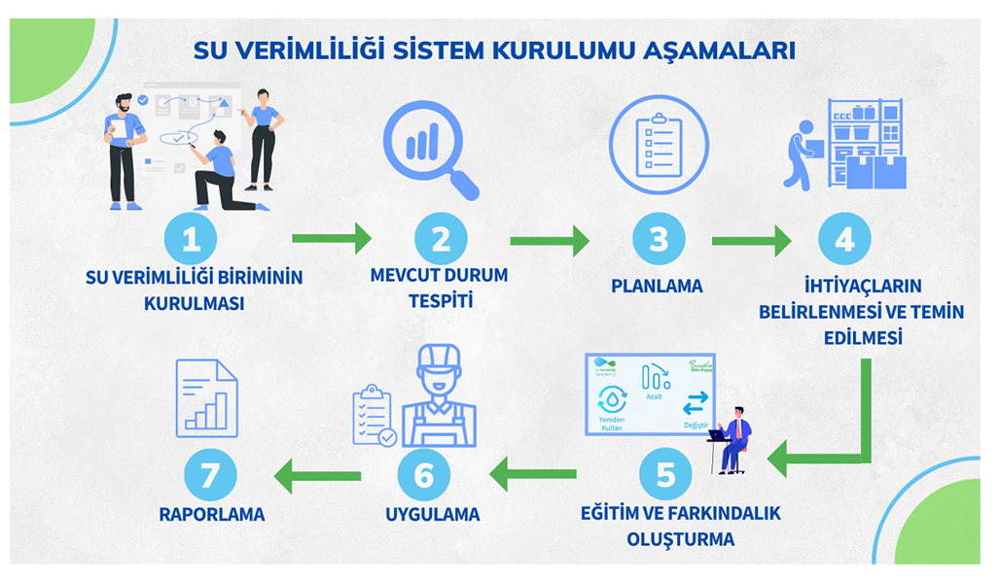 SU VERİMLİLİĞİ SİSTEM KURULUMU AŞAMALARI
1
SU VERİMLİLİĞİ BİRİMİNİN
KURULMASI
2
MEVCUT DURUM
TESPİTİ
3
PLANLAMA
4
İHTİYAÇLARIN
BELİRLENMESİ VE TEMİN
EDİLMESİ
Azalt
Yeniden
Kullan
Değiştir
5
EĞİTİM VE FARKINDALIK
OLUŞTURMA
6
UYGULAMA
7
RAPORLAMA